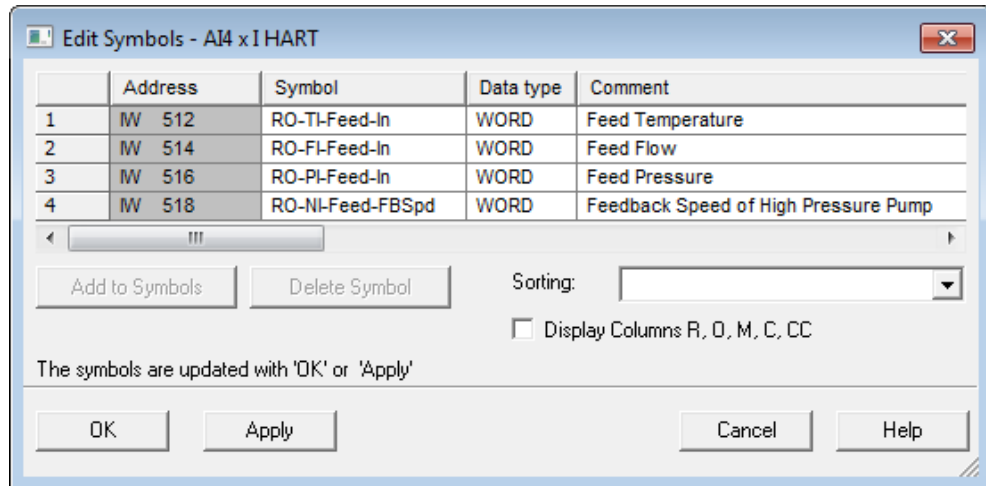 Edit Symbols - AI4 x I HART
Address Symbol Data type Comment
1 IW 512 RO-TI-Feed-In WORD Feed Temperature
2 IW 514 RO-FI-Feed-In WORD Feed Flow
3 IW 516 RO-PI-Feed-In WORD Feed Pressure
4 IW 518 RO-NI-Feed-FBSpd WORD Feedback Speed of High Pressure Pump
Add to Symbols Delete Symbol Sorting:
Display Columns R, O, M, C, CC
The symbols are updated with 'OK' or 'Apply'
OK Apply Cancel Help